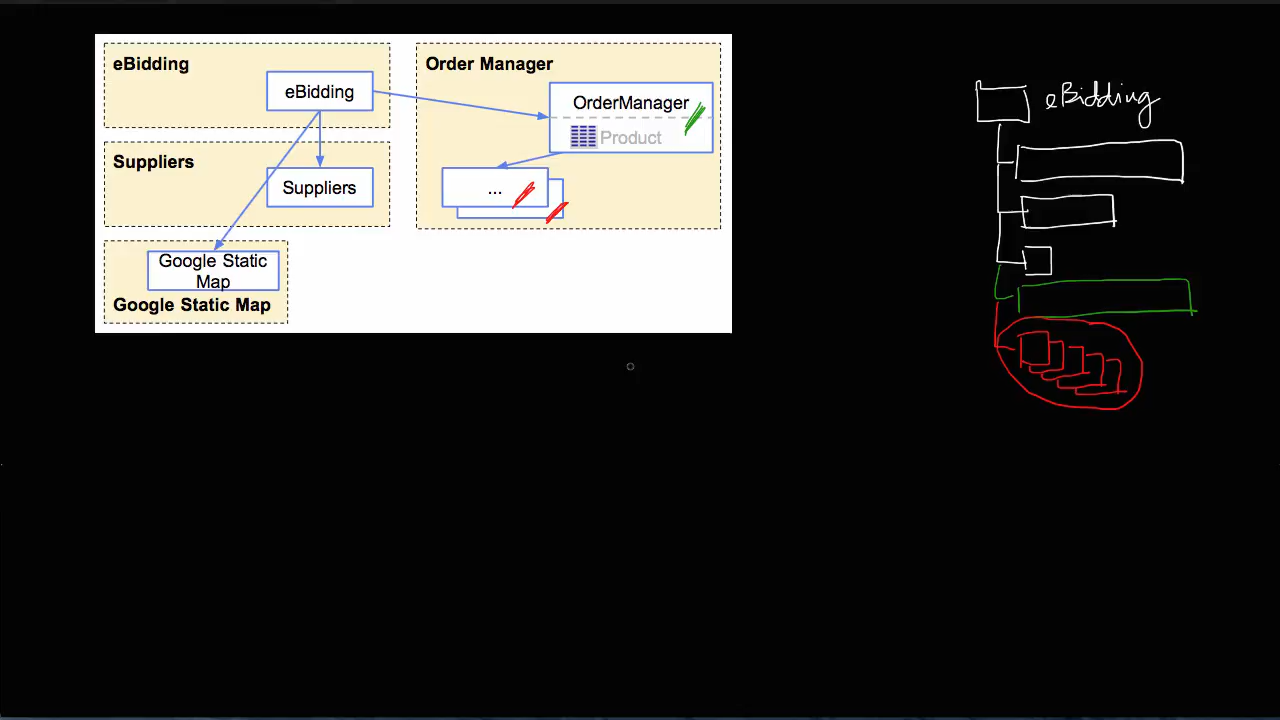 eBidding
eBidding
Suppliers
Suppliers
Google Static
Map
Google Static Map
Order Manager
OrderManager
Product
...
eBidding